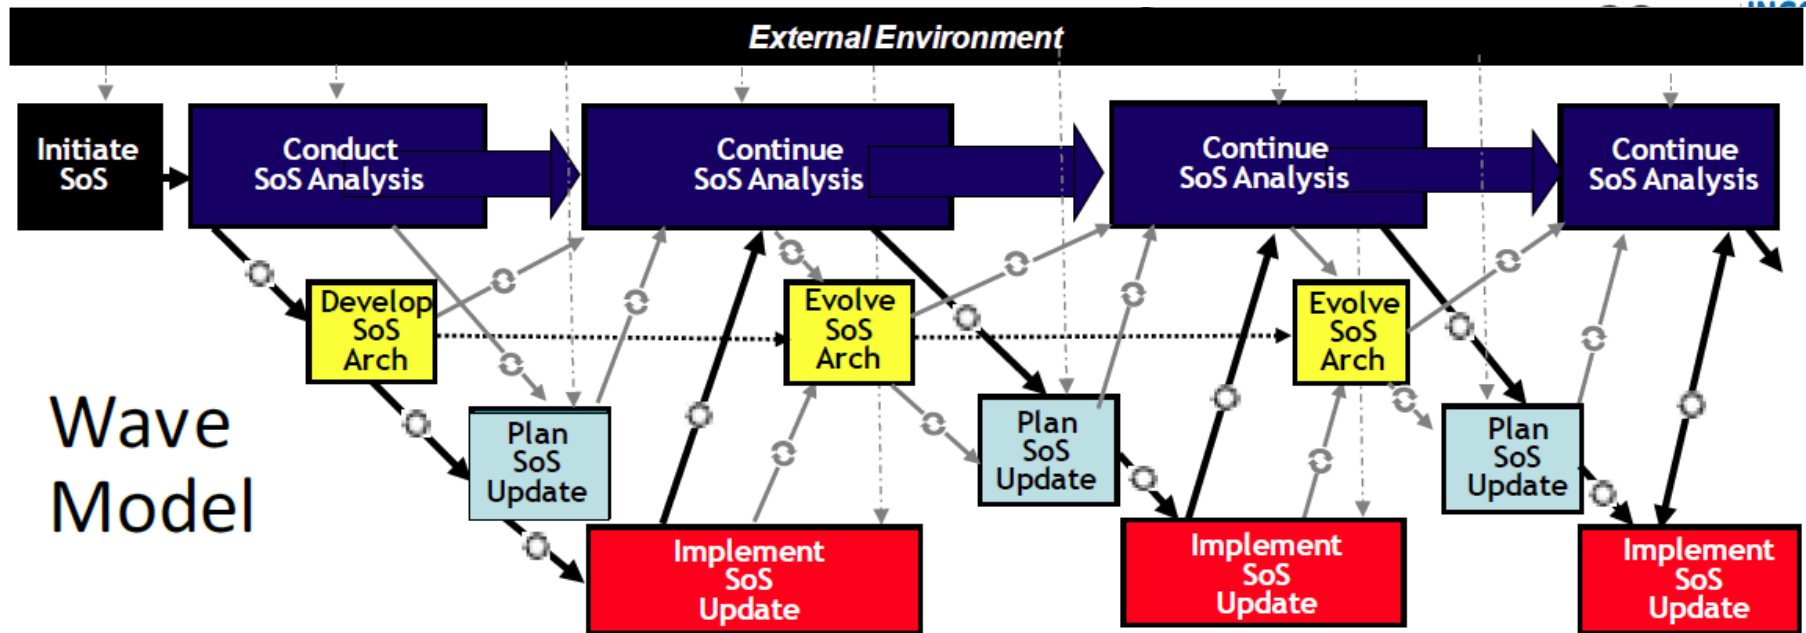 External Environment
Initiate
SoS
Conduct
SoS Analysis
Continue
SoS Analysis
Continue
SoS Analysis
Continue
SoS Analysis
Develop
SoS
Arch
Evolve
SoS
Arch
Evolve
SoS
Arch
Wave
Model
Plan
SoS
Update
Plan
SoS
Update
Plan
SoS
Update
Implement
SoS
Update
Implement
SoS
Update
Implement
SoS
Update